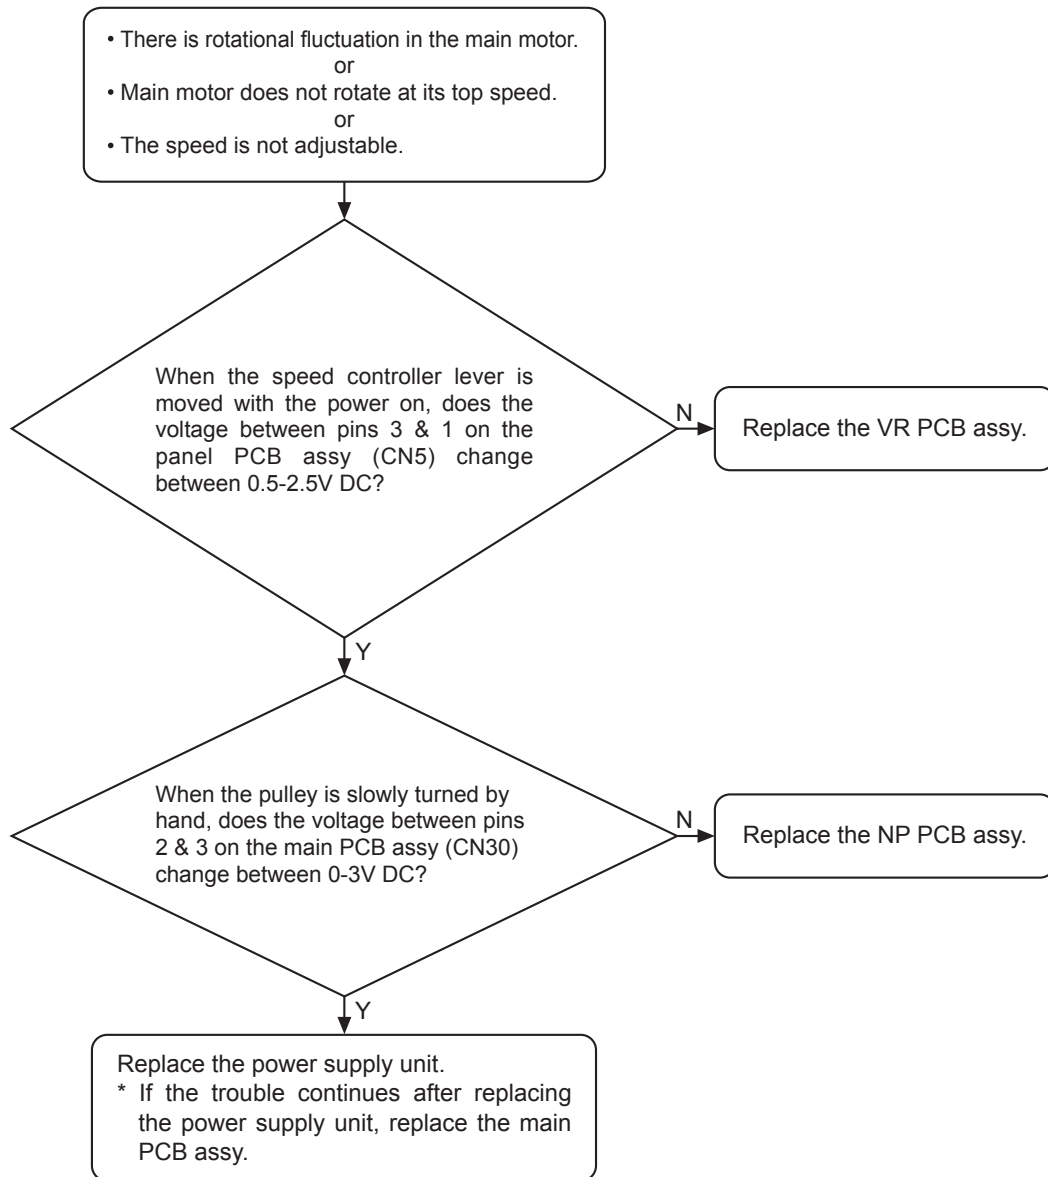 • There is rotational fluctuation in the main motor.
or
• Main motor does not rotate at its top speed.
or
• The speed is not adjustable.
When the speed controller lever is
moved with the power on, does the
voltage between pins 3 & 1 on the
panel PCB assy (CN5) change
between 0.5-2.5V DC?
N
Replace the VR PCB assy.
Y
When the pulley is slowly turned by
hand, does the voltage between pins
2 & 3 on the main PCB assy (CN30)
change between 0-3V DC?
N
Replace the NP PCB assy.
Y
Replace the power supply unit.
* If the trouble continues after replacing
the power supply unit, replace the main
PCB assy.